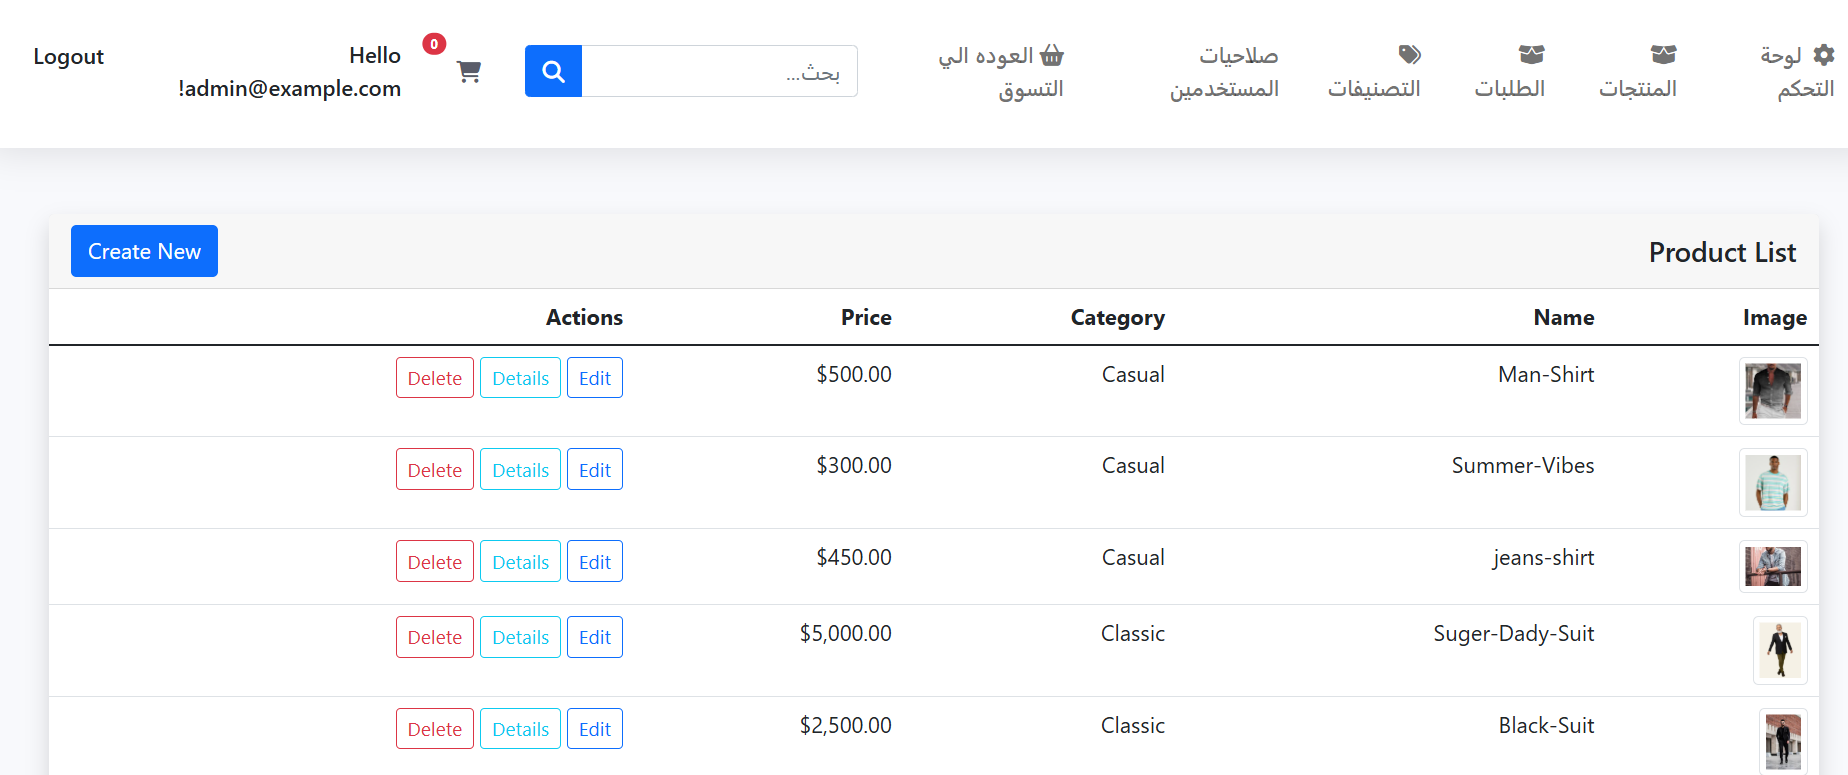 لوحة التحكم
المنتجات
الطلبات
التصنيفات
صلاحيات المستخدمين
العوده الي التسوق
بحث...
0
Hello
!admin@example.com
Logout
Product List
Create New
Image Name Category Price Actions
Man-Shirt Casual $500.00 Edit Details Delete
Summer-Vibes Casual $300.00 Edit Details Delete
jeans-shirt Casual $450.00 Edit Details Delete
Suger-Dady-Suit Classic $5,000.00 Edit Details Delete
Black-Suit Classic $2,500.00 Edit Details Delete